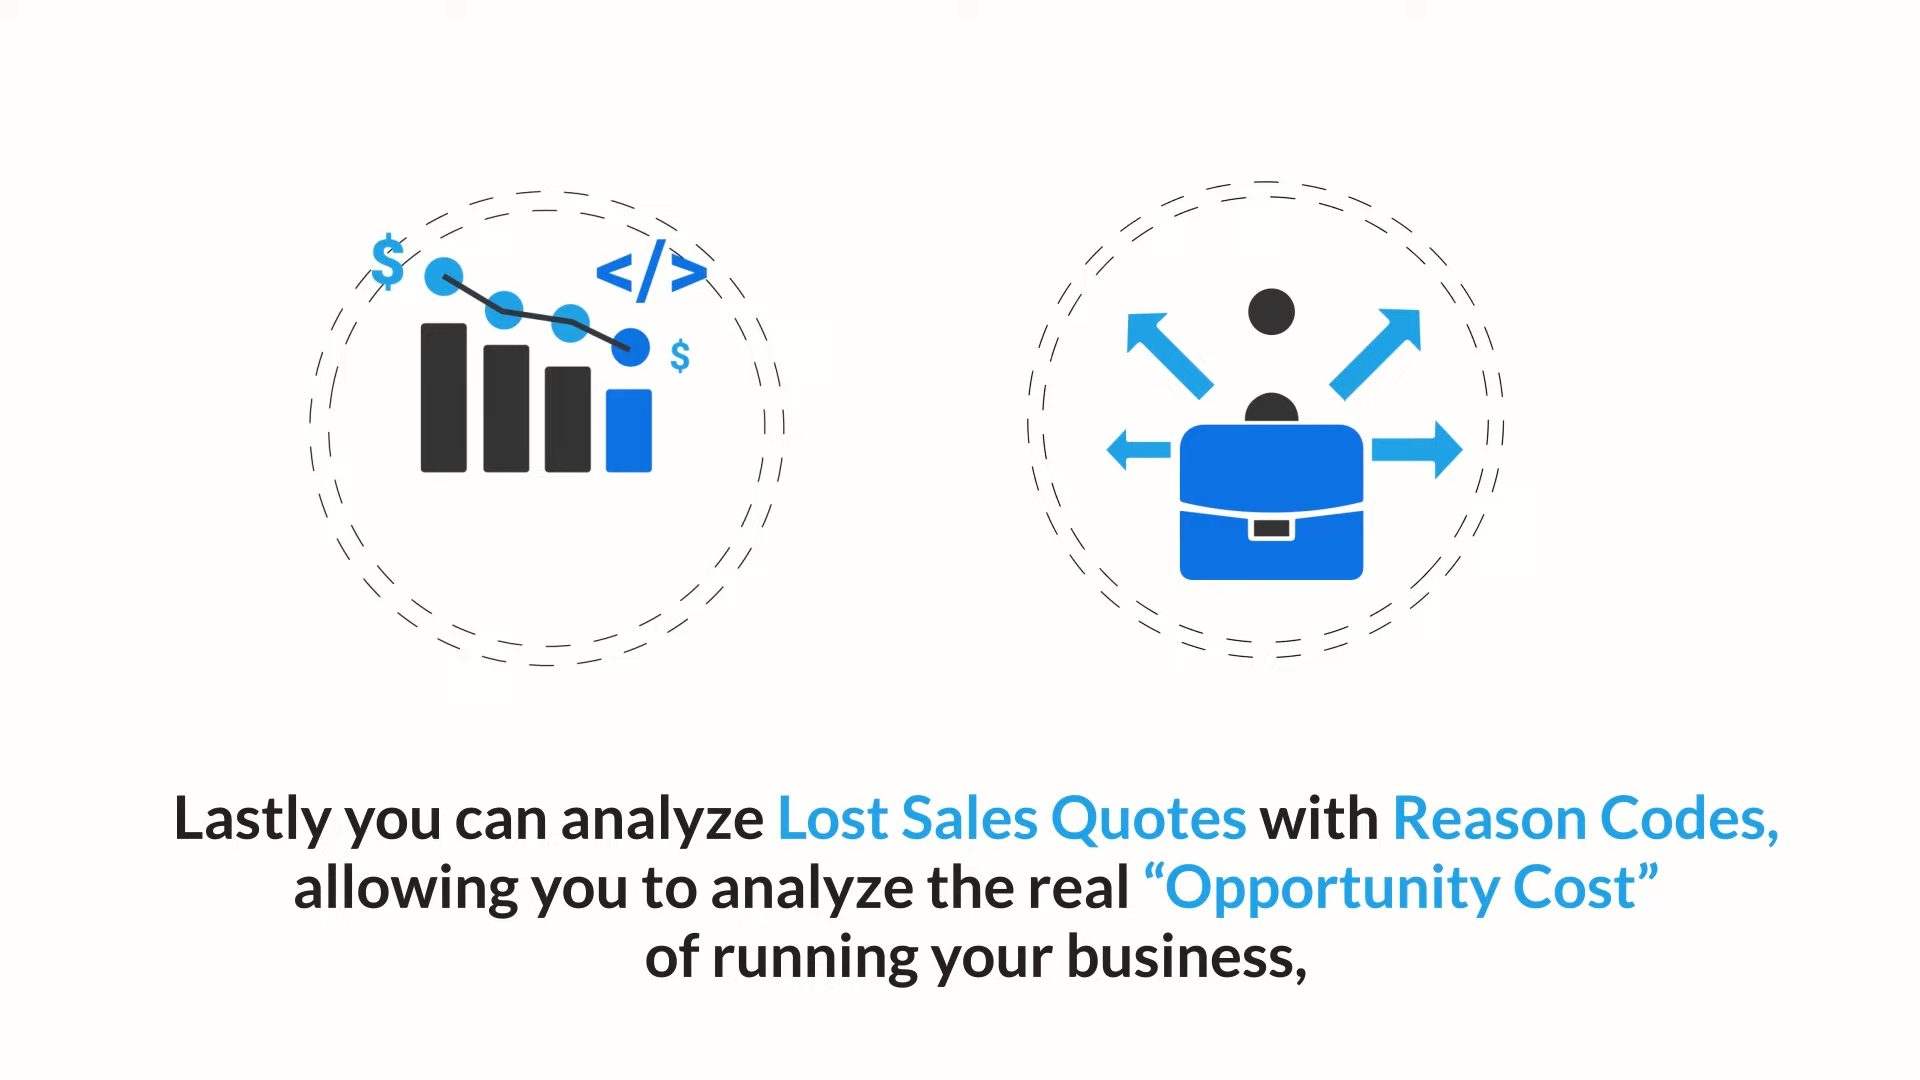 $
</>
$
Lastly you can analyze Lost Sales Quotes with Reason Codes,
allowing you to analyze the real “Opportunity Cost”
of running your business,